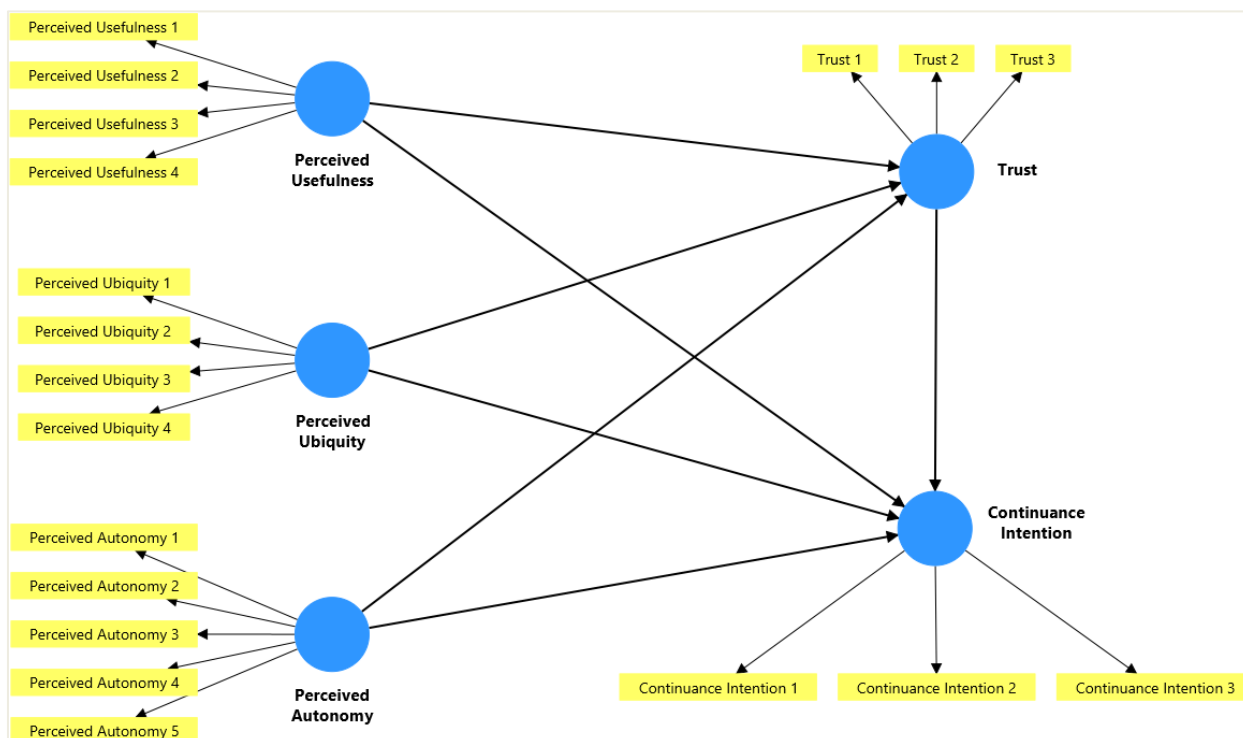 Perceived Usefulness 1
Perceived Usefulness 2
Perceived Usefulness 3
Perceived Usefulness 4
Perceived
Usefulness
Trust 1
Trust 2
Trust 3
Trust
Perceived Ubiquity 1
Perceived Ubiquity 2
Perceived Ubiquity 3
Perceived Ubiquity 4
Perceived
Ubiquity
Continuance
Intention
Perceived Autonomy 1
Perceived Autonomy 2
Perceived Autonomy 3
Perceived Autonomy 4
Perceived Autonomy 5
Perceived
Autonomy
Continuance Intention 1
Continuance Intention 2
Continuance Intention 3